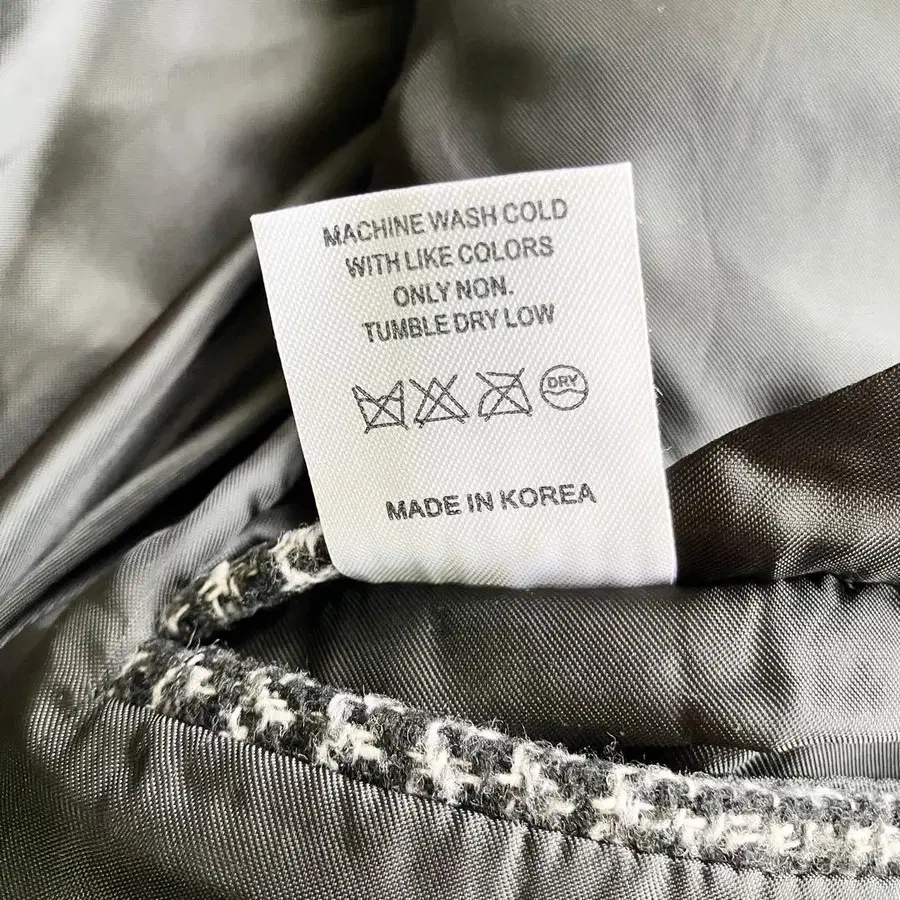 MACHINE WASH COLD
WITH LIKE COLORS
ONLY NON.
TUMBLE DRY LOW
DRY
MADE IN KOREA